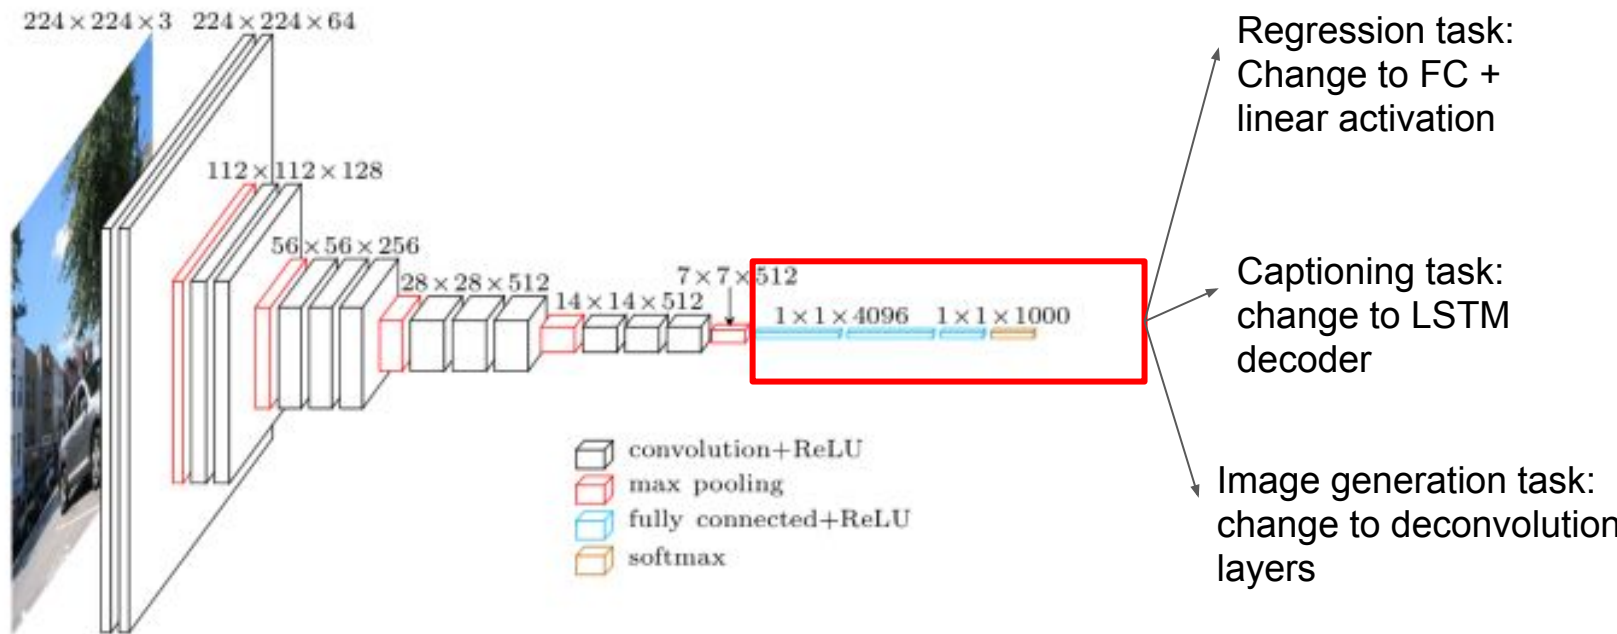 224×224×3
224×224×64
112×112×128
56×56×256
28×28×512
14×14×512
7×7×512
1×1×4096
1×1×1000
convolution+ReLU
max pooling
fully connected+ReLU
softmax
Regression task:
Change to FC +
linear activation
Captioning task:
change to LSTM
decoder
Image generation task:
change to deconvolution
layers